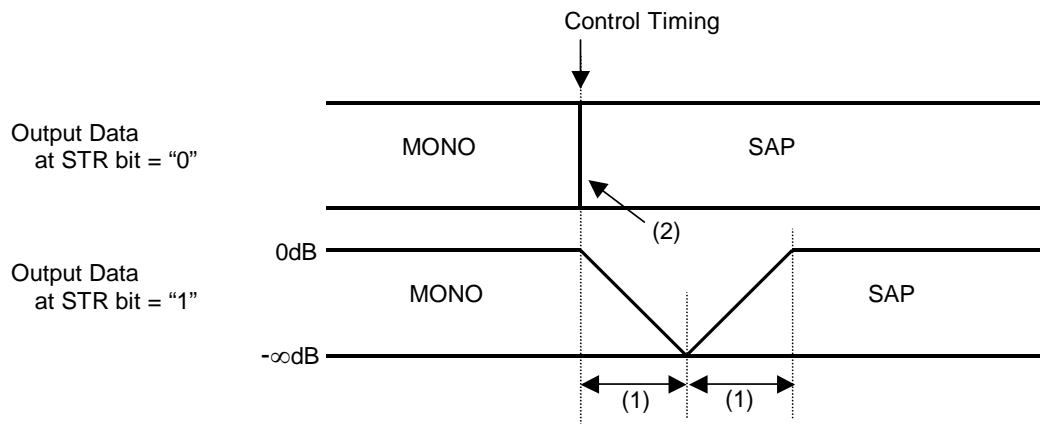 Control Timing
Output Data
at STR bit = “0”
MONO
SAP
(2)
0dB
Output Data
at STR bit = “1”
MONO
SAP
-∞dB
(1)
(1)